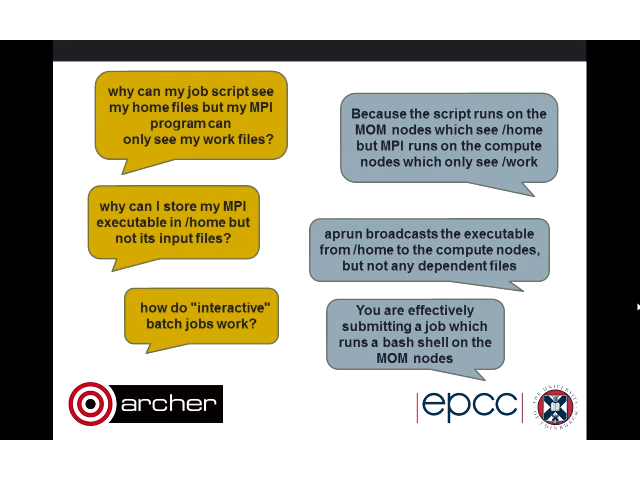 why can my job script see
my home files but my MPI
program can
only see my work files?
Because the script runs on the
MOM nodes which see /home
but MPI runs on the compute
nodes which only see /work
why can I store my MPI
executable in /home but
not its input files?
aprun broadcasts the executable
from /home to the compute nodes,
but not any dependent files
how do "interactive"
batch jobs work?
You are effectively
submitting a job which
runs a bash shell on the
MOM nodes
archer
epcc
THE UNIVERSITY OF EDINBURGH